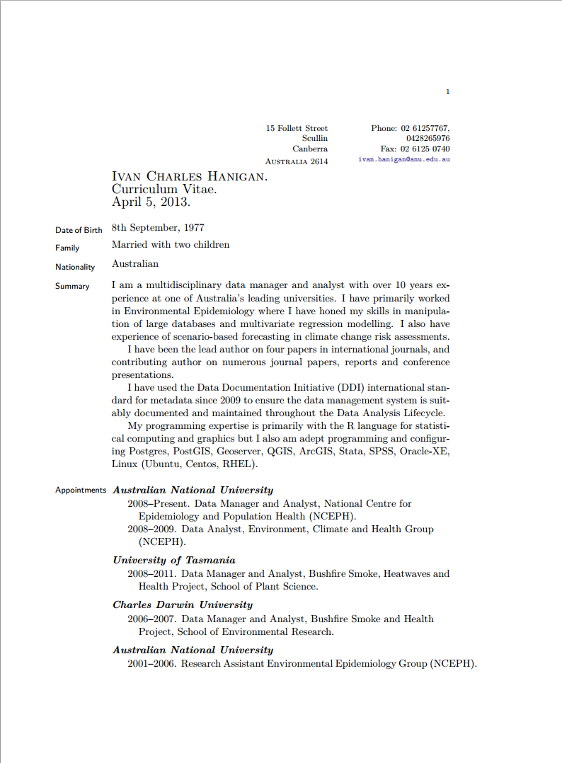 1
15 Follett Street
Scullin
Canberra
AUSTRALIA 2614
Phone: 02 61257767,
0428265976
Fax: 02 6125 0740
ivan.hanigan@anu.edu.au
IVAN CHARLES HANIGAN.
Curriculum Vitae.
April 5, 2013.
Date of Birth 8th September, 1977
Family Married with two children
Nationality Australian
Summary I am a multidisciplinary data manager and analyst with over 10 years ex-
perience at one of Australia's leading universities. I have primarily worked
in Environmental Epidemiology where I have honed my skills in manipula-
tion of large databases and multivariate regression modelling. I also have
experience of scenario-based forecasting in climate change risk assessments.
I have been the lead author on four papers in international journals, and
contributing author on numerous journal papers, reports and conference
presentations.
I have used the Data Documentation Initiative (DDI) international stan-
dard for metadata since 2009 to ensure the data management system is suit-
ably documented and maintained throughout the Data Analysis Lifecycle.
My programming expertise is primarily with the R language for statisti-
cal computing and graphics but I also am adept programming and configur-
ing Postgres, PostGIS, Geoserver, QGIS, ArcGIS, Stata, SPSS, Oracle-XE,
Linux (Ubuntu, Centos, RHEL).
Appointments Australian National University
2008–Present. Data Manager and Analyst, National Centre for
Epidemiology and Population Health (NCEPH).
2008–2009. Data Analyst, Environment, Climate and Health Group
(NCEPH).
University of Tasmania
2008–2011. Data Manager and Analyst, Bushfire Smoke, Heatwaves and
Health Project, School of Plant Science.
Charles Darwin University
2006–2007. Data Manager and Analyst, Bushfire Smoke and Health
Project, School of Environmental Research.
Australian National University
2001–2006. Research Assistant Environmental Epidemiology Group (NCEPH).